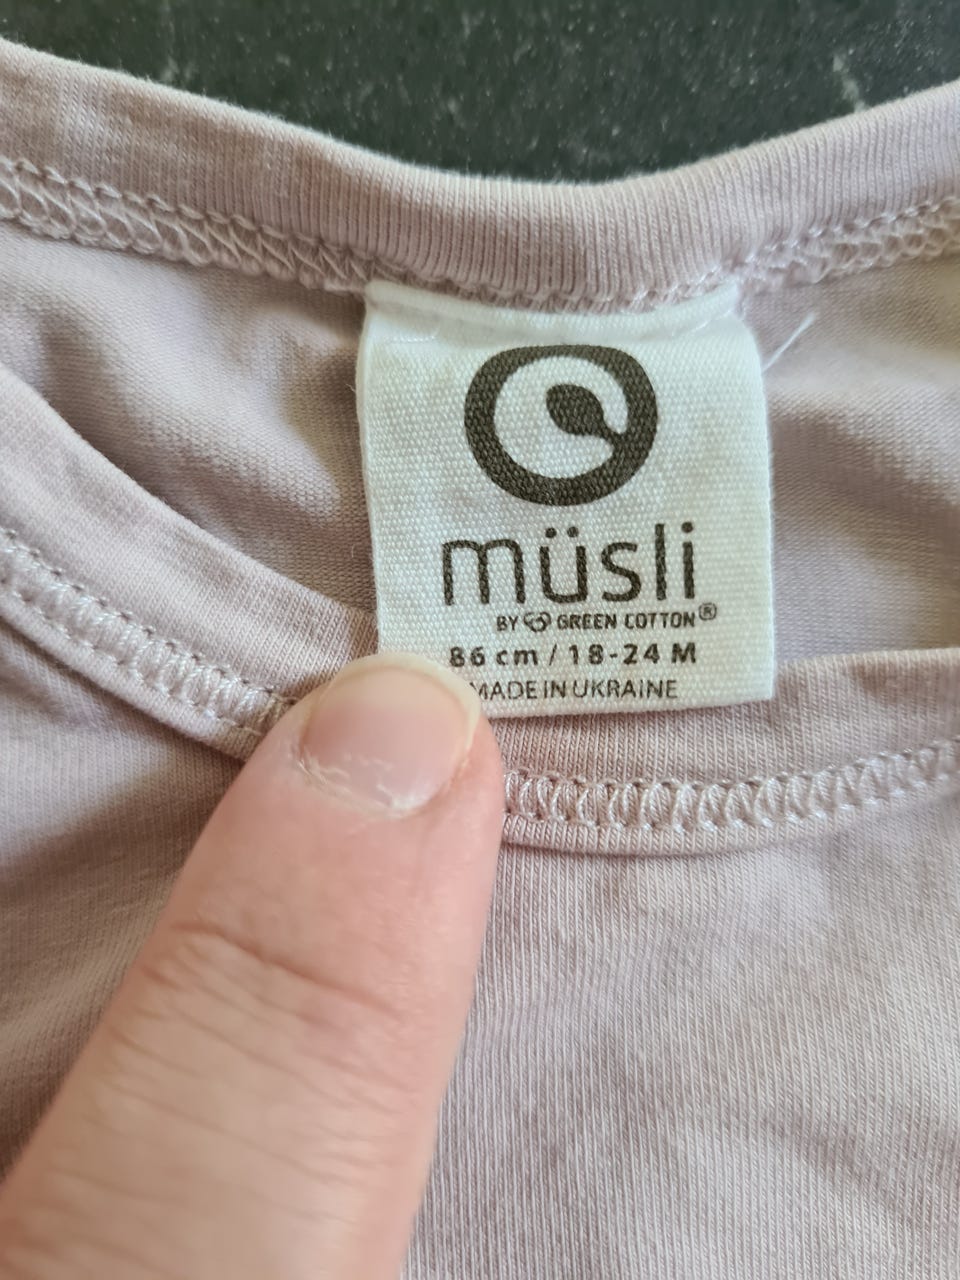 müsli
BY GREEN COTTON®
86 cm / 18-24 M
MADE IN UKRAINE